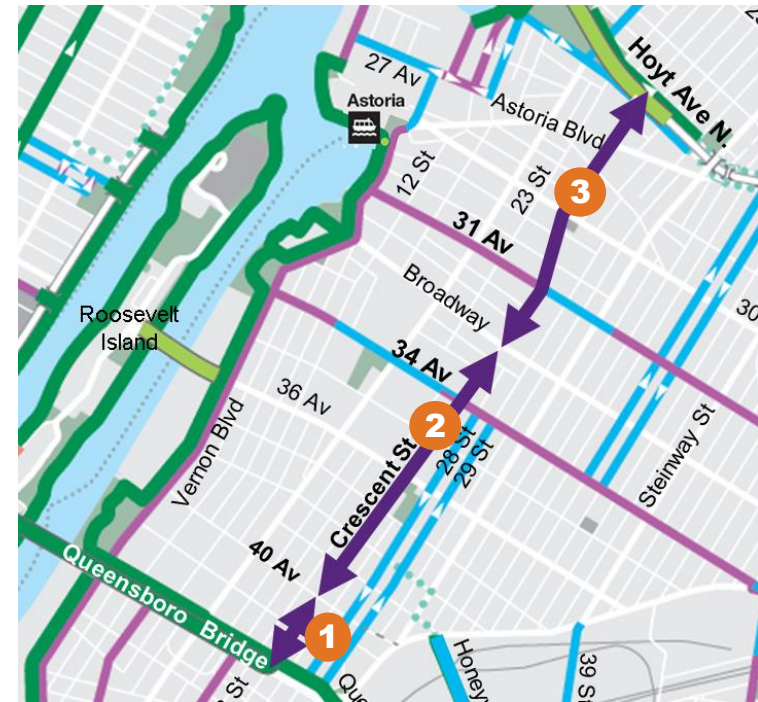 27 Av
Hoyt Ave N.
Astoria
Astoria Blvd
12 St
23 St
3
31 Av
Broadway
30
Roosevelt
Island
34 Av
36 Av
2
28 St
29 St
Steinway St
Vernon Blvd
Crescent St
40 Av
Queensboro Bridge
1
St
39 St